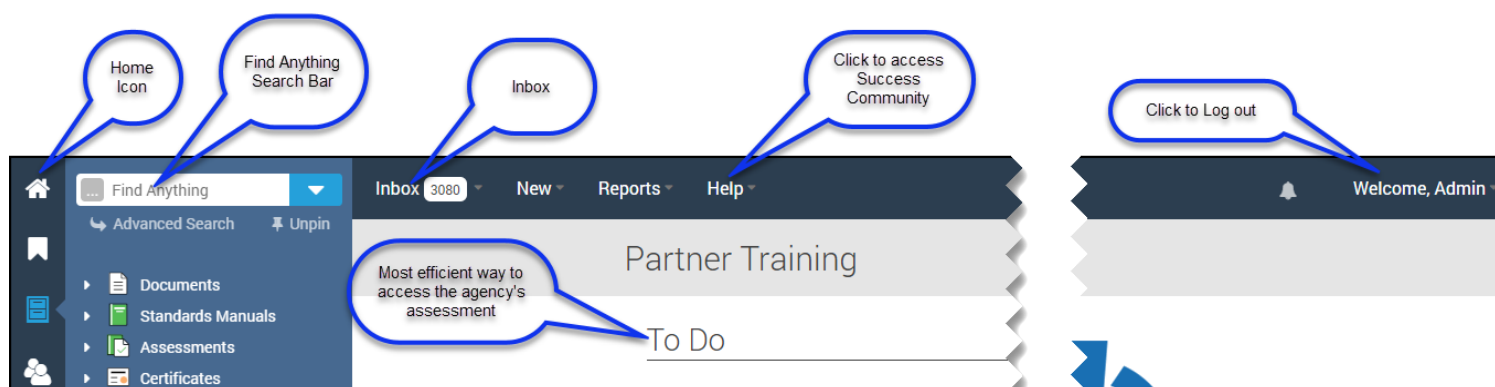 Home
Icon
Find Anything
Search Bar
Inbox
Click to access
Success
Community
Click to Log out
... Find Anything
Inbox 3080
New
Reports
Help
Welcome, Admin
Advanced Search
Unpin
Partner Training
Documents
Standards Manuals
Assessments
Certificates
Most efficient way to
access the agency's
assessment
To Do